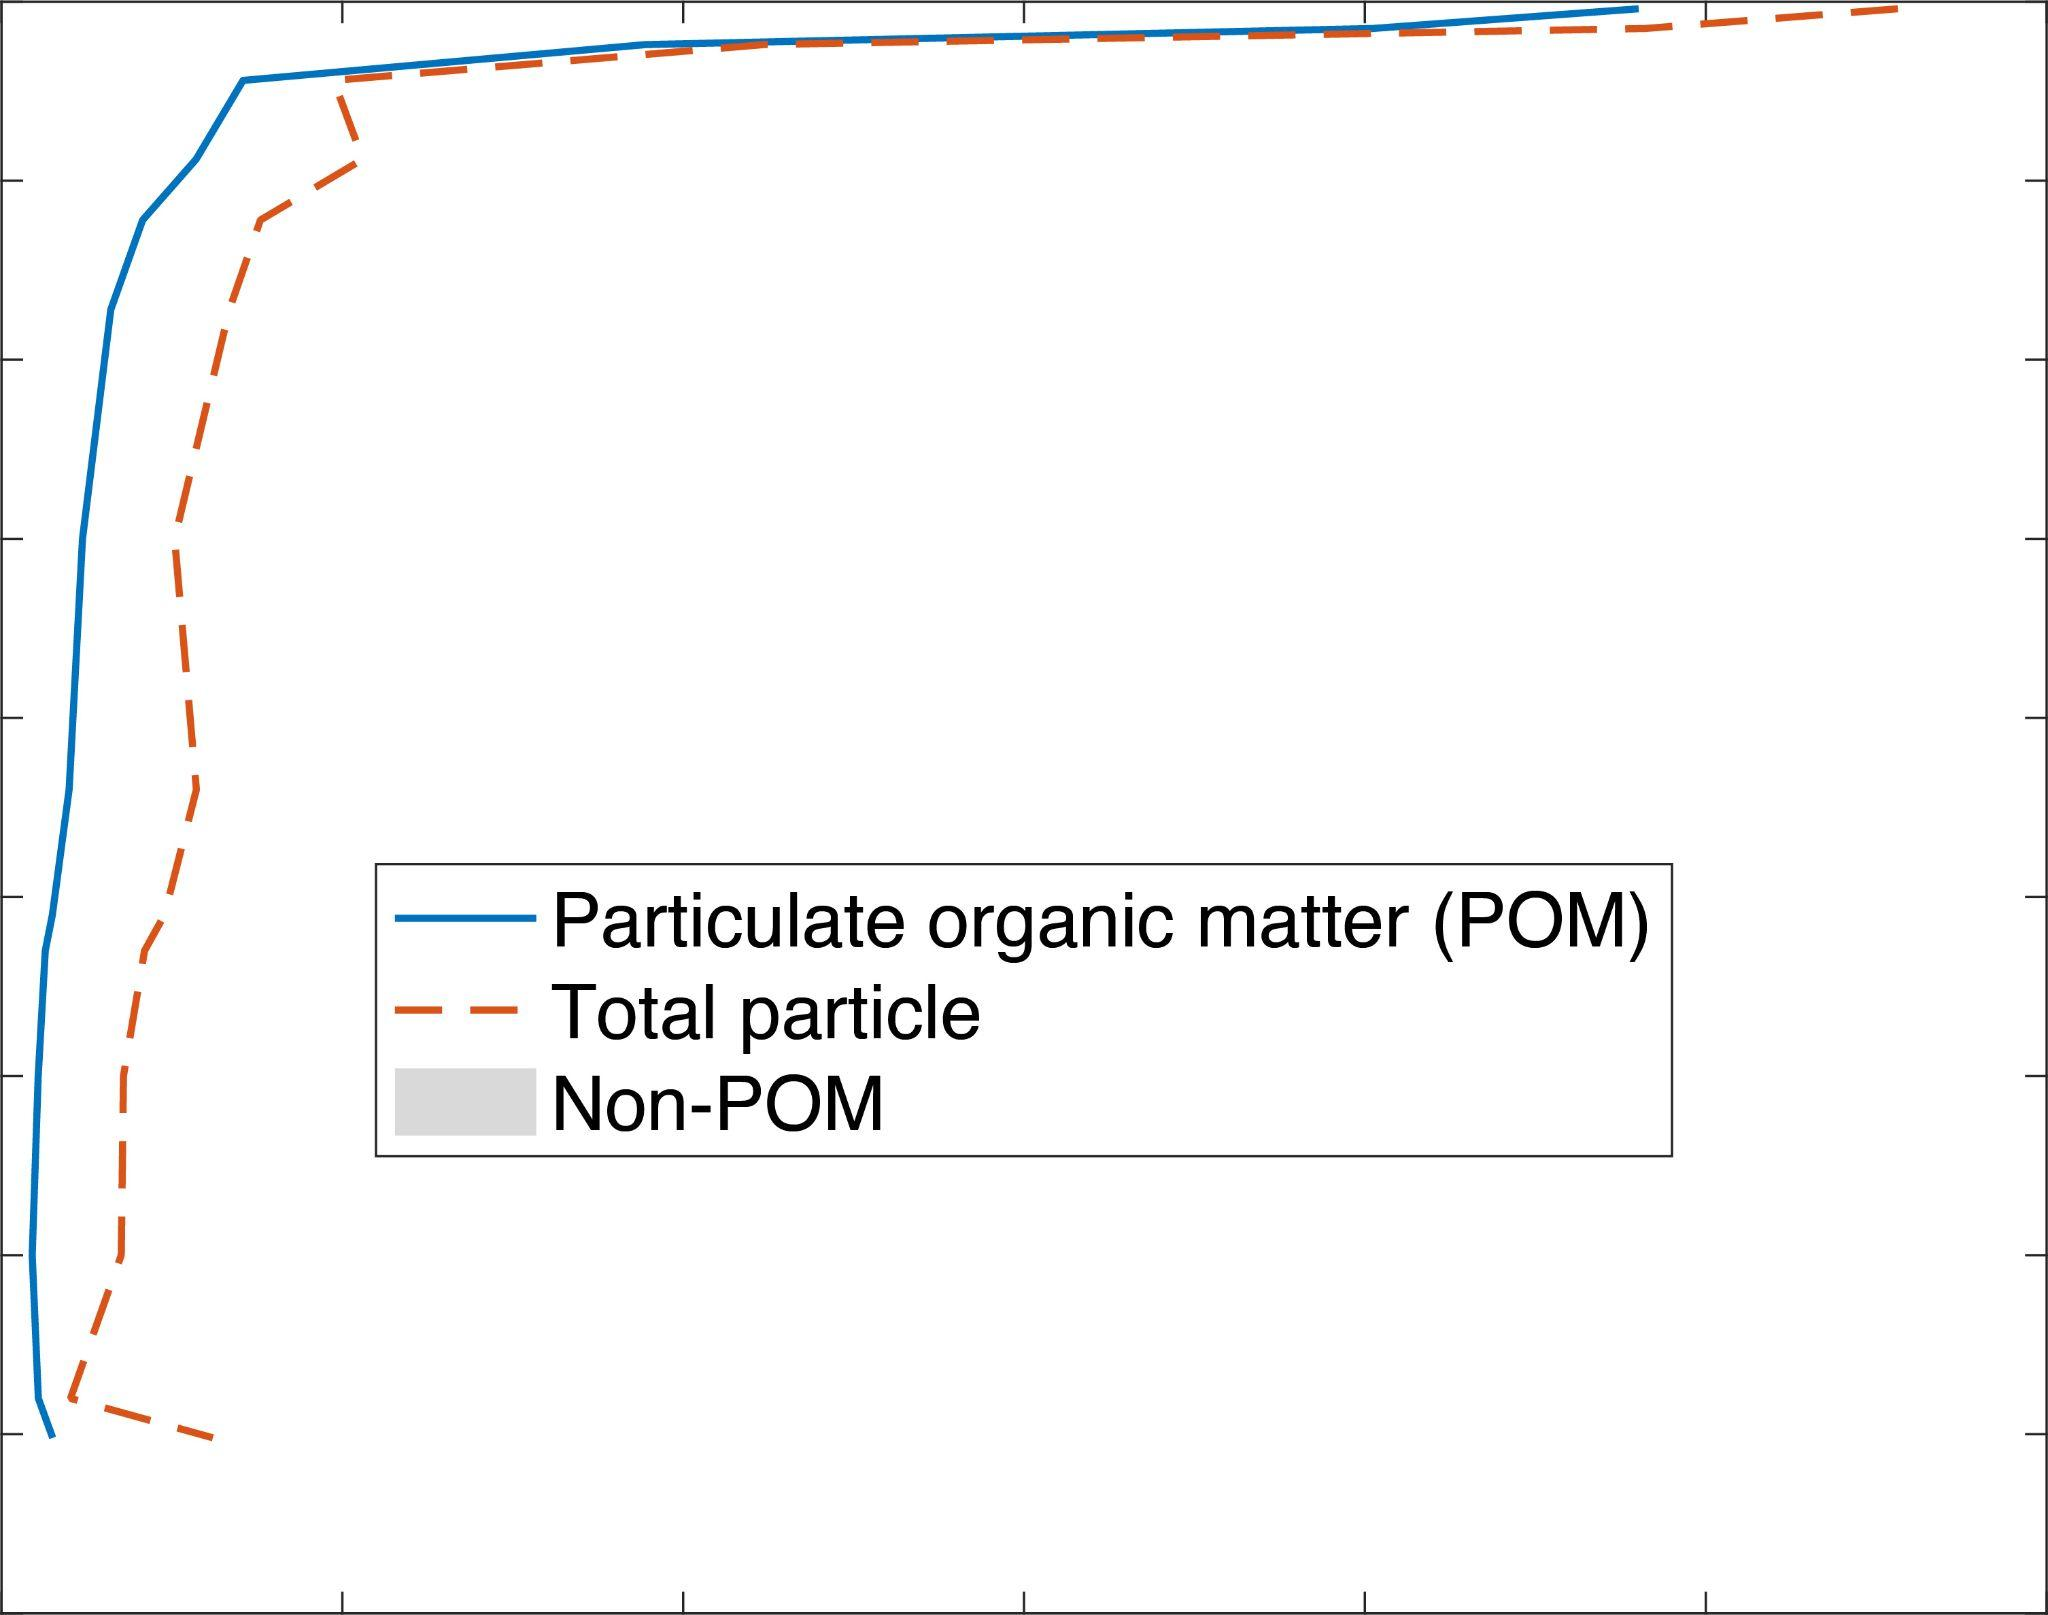 Particulate organic matter (POM)
Total particle
Non-POM